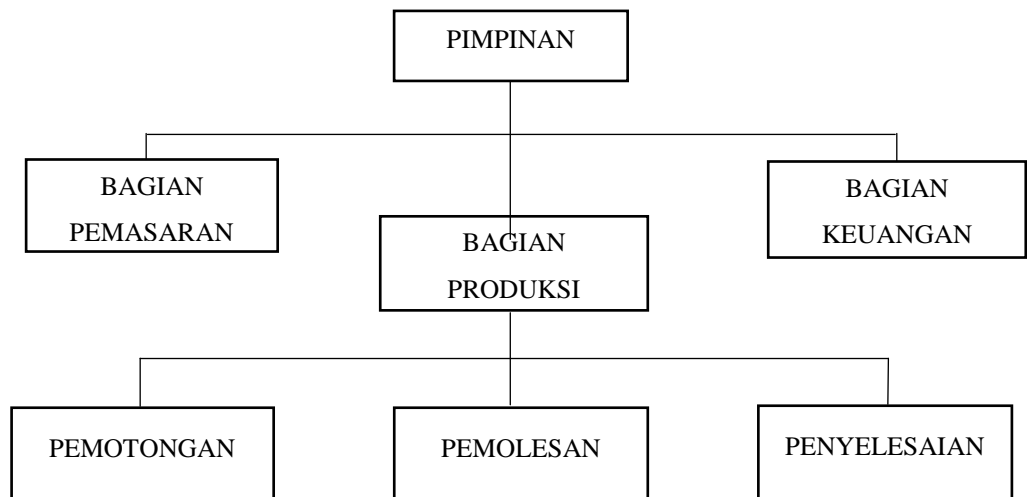 PIMPINAN
BAGIAN
PEMASARAN
BAGIAN
PRODUKSI
BAGIAN
KEUANGAN
PEMOTONGAN
PEMOLESAN
PENYELESAIAN